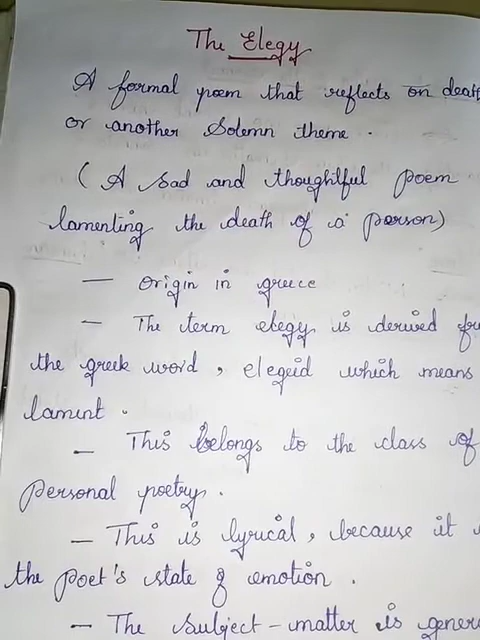 The Elegy
A formal poem that reflects on death
or another Solemn theme .
( A sad and thoughtful poem
lamenting the death of a person)
— origin in greece
— The term elegy is derived
the greek word , elegeid which means
lament .
— This belongs to the class of
personal poetry .
— This is lyrical , because it
the poet's state of emotion .
— The Subject - matter is